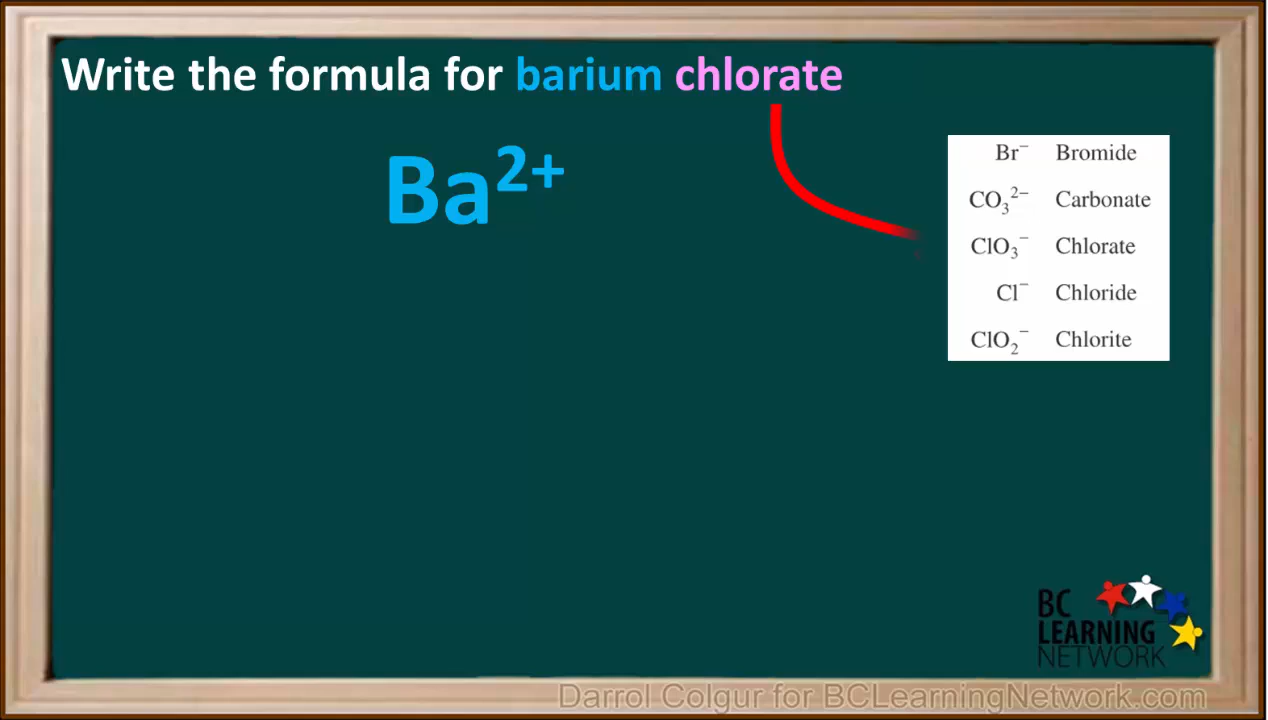 Write the formula for barium chlorate
Ba²⁺
Br⁻ Bromide
CO₃²⁻ Carbonate
ClO₃⁻ Chlorate
Cl⁻ Chloride
ClO₂⁻ Chlorite
BC
LEARNING
NETWORK
Darrol Colgur for BCLearningNetwork.com